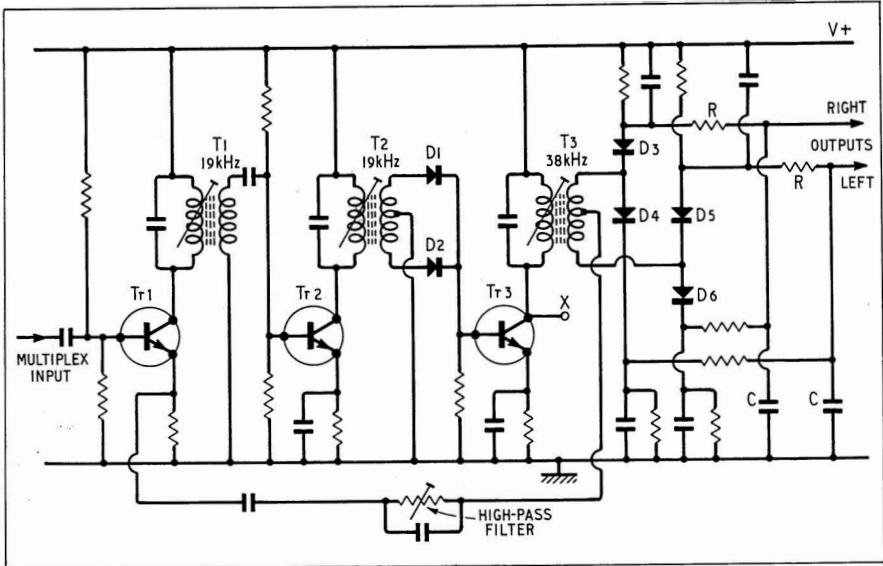 V+
R
RIGHT
OUTPUTS
LEFT
R
T1
19kHz
T2
19kHz
D1
D2
T3
38kHz
D3
D4
D5
D6
Tr1
Tr2
Tr3
X
MULTIPLEX
INPUT
C
C
HIGH-PASS
FILTER